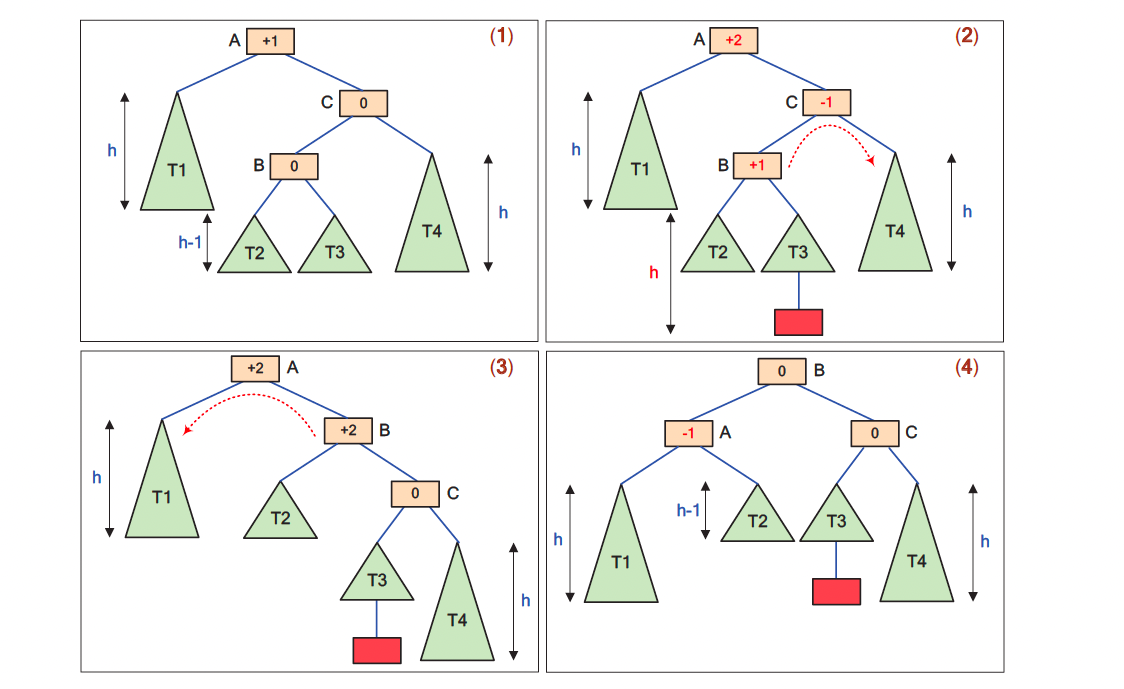 (1)
A +1
C 0
h
B 0
T1
h
T4
h-1
T2 T3
(2)
A +2
C -1
h
B +1
T1
h
T4
T2 T3
h
(3)
+2 A
+2 B
h
0 C
T1
T2
T3
h
T4
(4)
0 B
-1 A
0 C
h-1
T2 T3
h
h
T1
T4